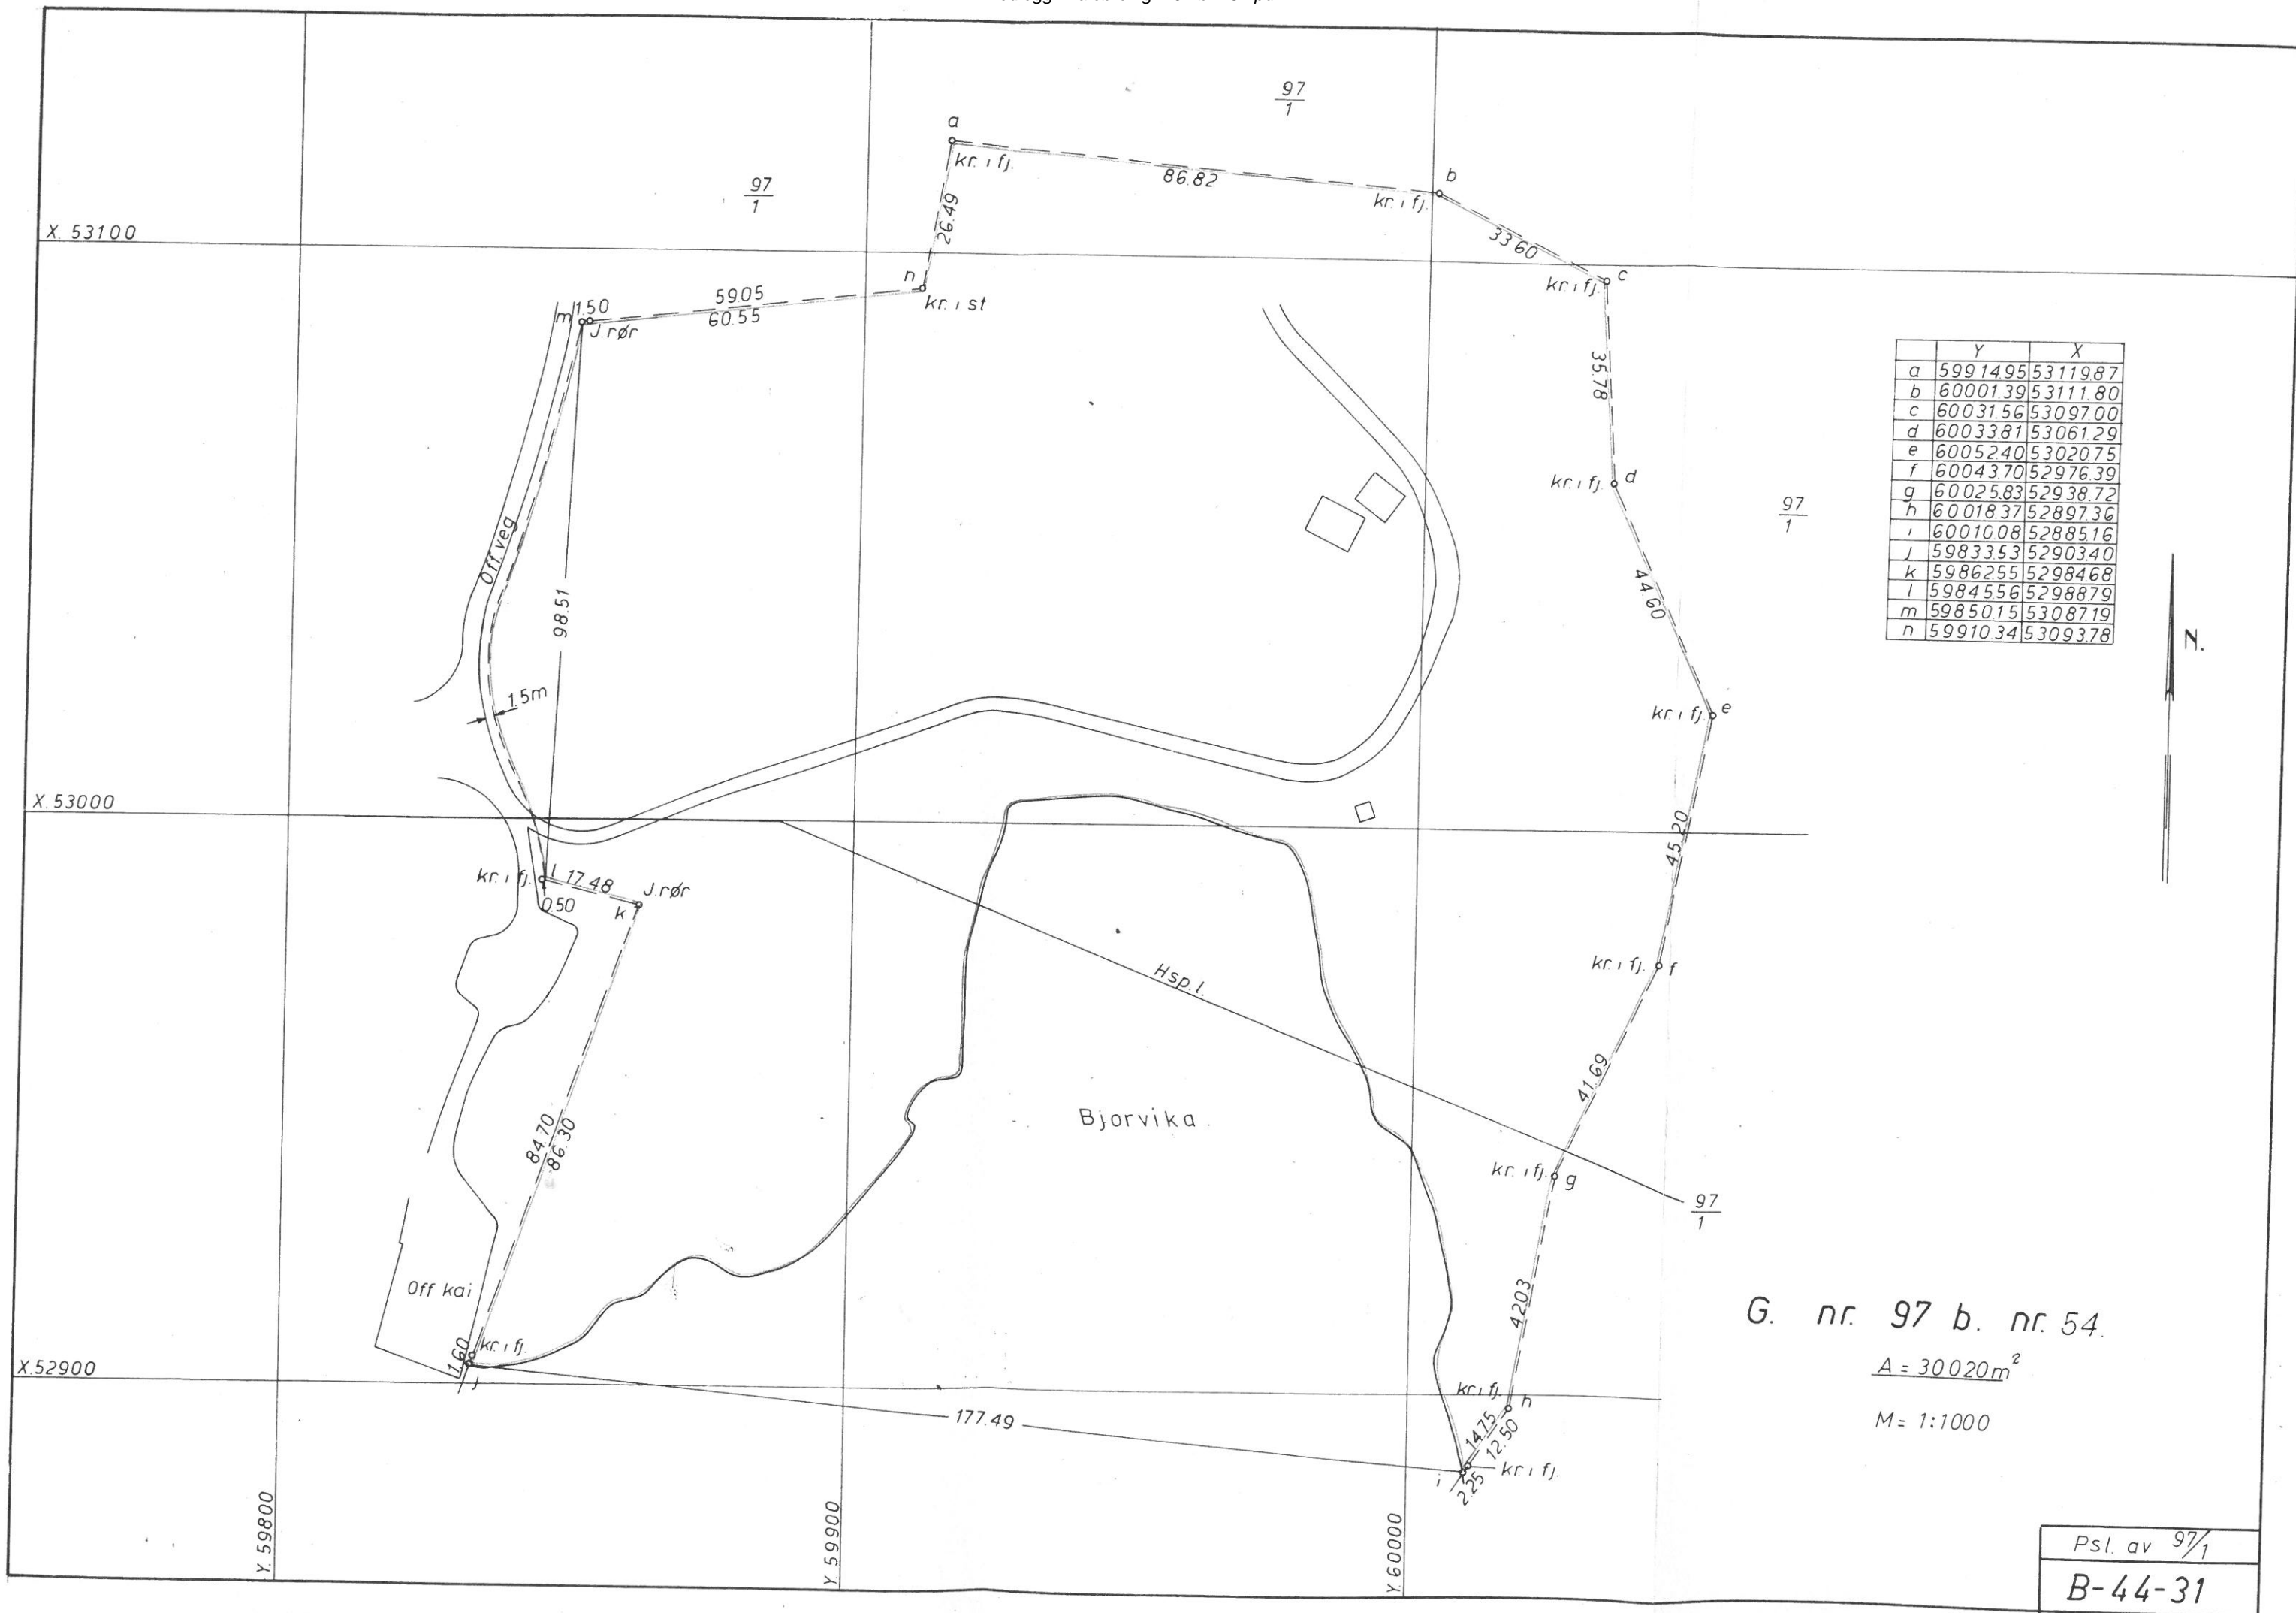 97
1
a
kr. i fj.
86.82
b
kr. i fj.
97
1
26.49
33.60
X. 53100
n
kr. i st
c
kr. i fj.
m
1.50
59.05
60.55
J.rør
35.78
Y X
a 59914.95 53119.87
b 60001.39 53111.80
c 60031.56 53097.00
d 60033.81 53061.29
e 60052.40 53020.75
f 60043.70 52976.39
g 60025.83 52938.72
h 60018.37 52897.36
i 60010.08 52885.16
j 59833.53 52903.40
k 59862.55 52984.68
l 59845.56 52988.79
m 59850.15 53087.19
n 59910.34 53093.78
kr. i fj.
d
97
1
Off. veg
98.51
44.60
N.
1.5m
kr. i fj.
e
X. 53000
45.20
kr. i fj.
l
17.48
J.rør
0.50
k
Hsp.l.
kr. i fj.
f
41.69
84.70
86.30
Bjorvika
kr. i fj.
g
97
1
42.03
Off kai
G. nr. 97 b. nr. 54.
1.60
kr. i fj.
j
X.52900
A = 30020m²
kr. i fj.
h
177.49
14.75
12.50
M = 1:1000
i
2.25
kr. i fj.
Y. 59800
Y. 59900
Y. 60000
Psl. av 97/1
B-44-31